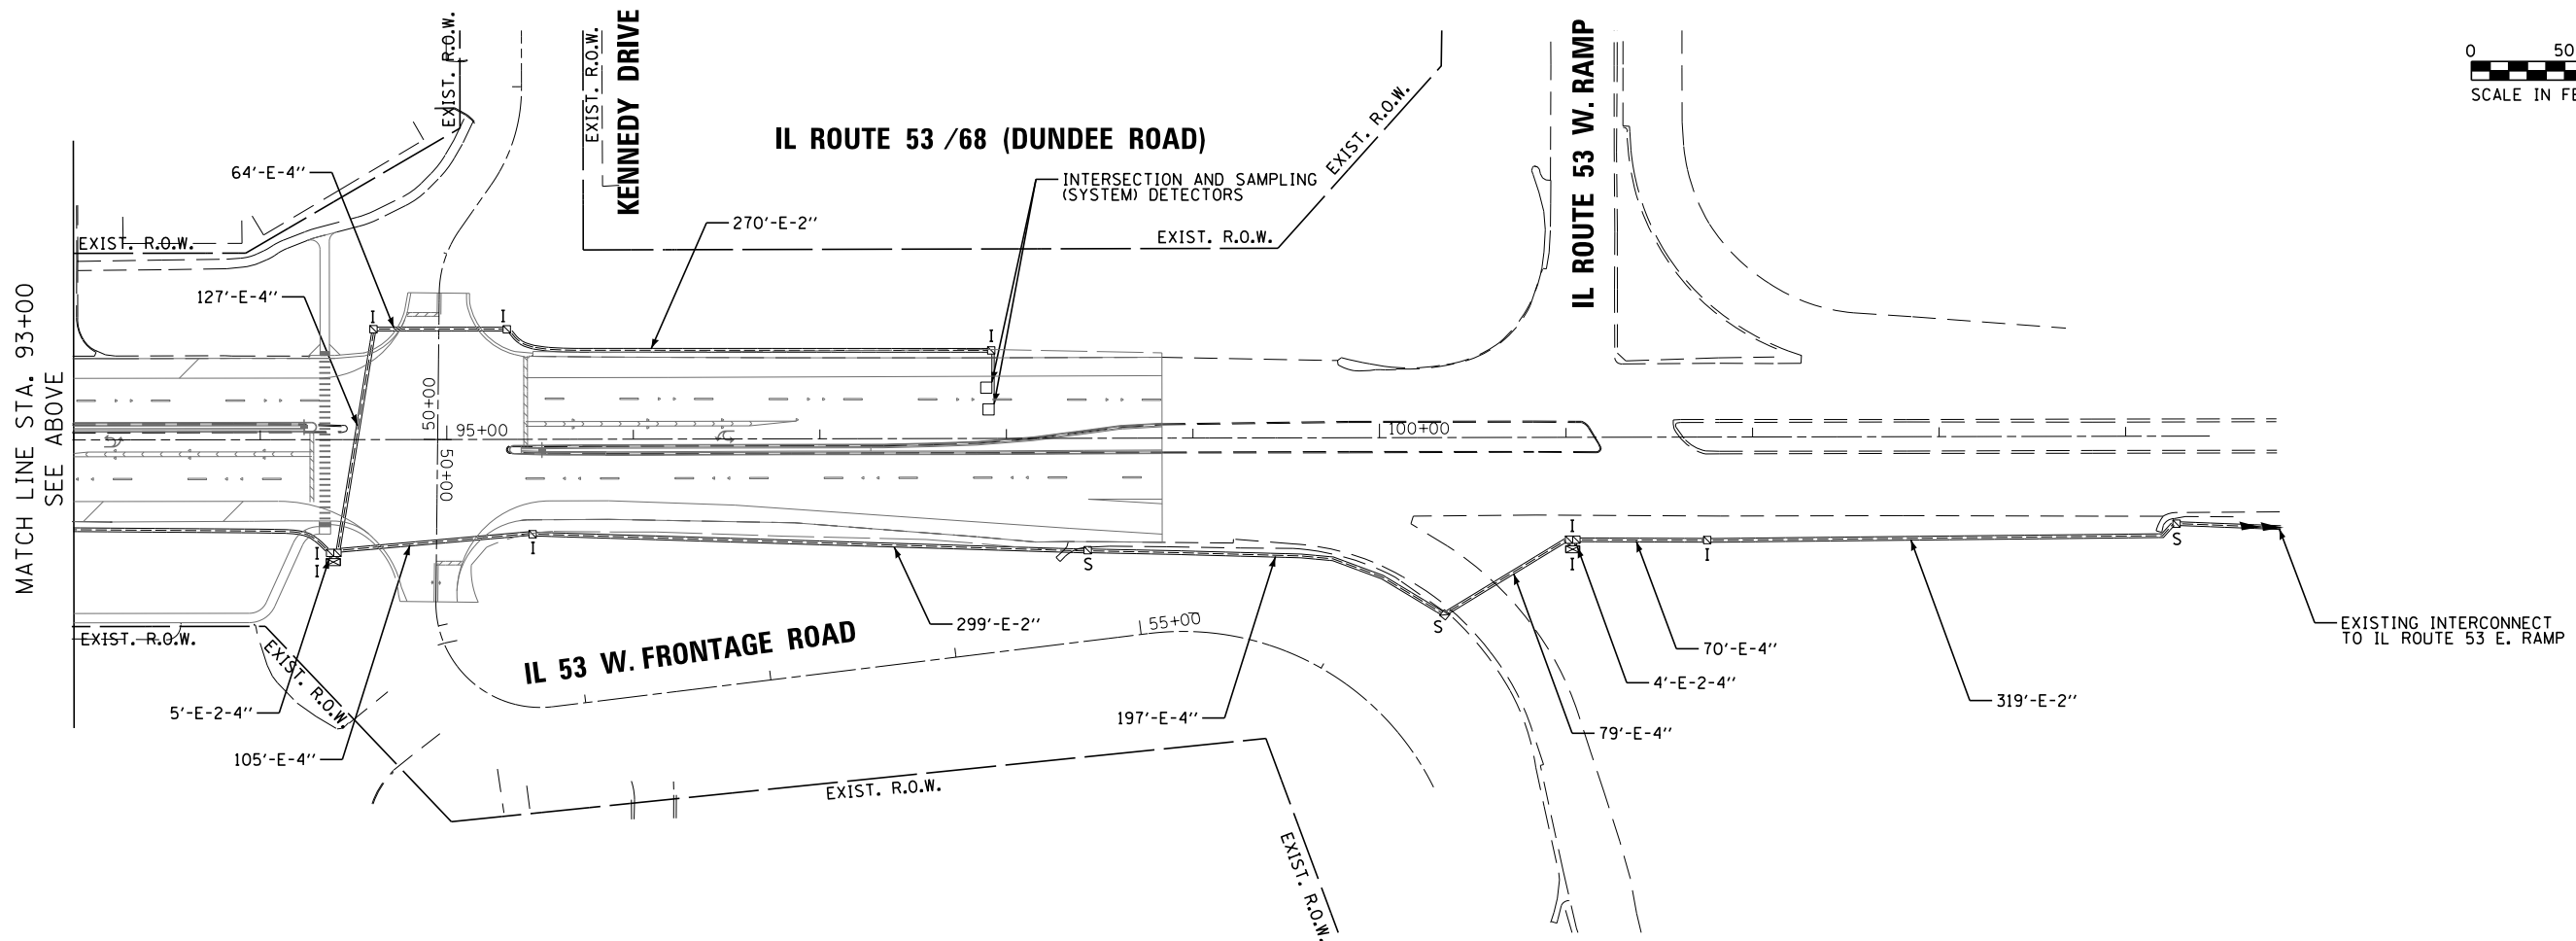 EXIST. R.O.W.
EXIST. R.O.W.
KENNEDY DRIVE
IL ROUTE 53 W. RAMP
0 50
SCALE IN FE
IL ROUTE 53 /68 (DUNDEE ROAD)
EXIST. R.O.W.
64'-E-4''
INTERSECTION AND SAMPLING
(SYSTEM) DETECTORS
270'-E-2''
EXIST. R.O.W.
EXIST. R.O.W.
127'-E-4''
MATCH LINE STA. 93+00
SEE ABOVE
I
I
I
50+00
95+00
100+00
50+00
I
I
I
S
I
I
I
S
S
EXIST. R.O.W.
EXIST. R.O.W.
IL 53 W. FRONTAGE ROAD
299'-E-2''
55+00
EXISTING INTERCONNECT
TO IL ROUTE 53 E. RAMP
70'-E-4''
4'-E-2-4''
319'-E-2''
5'-E-2-4''
197'-E-4''
79'-E-4''
105'-E-4''
EXIST. R.O.W.
EXIST. R.O.W.